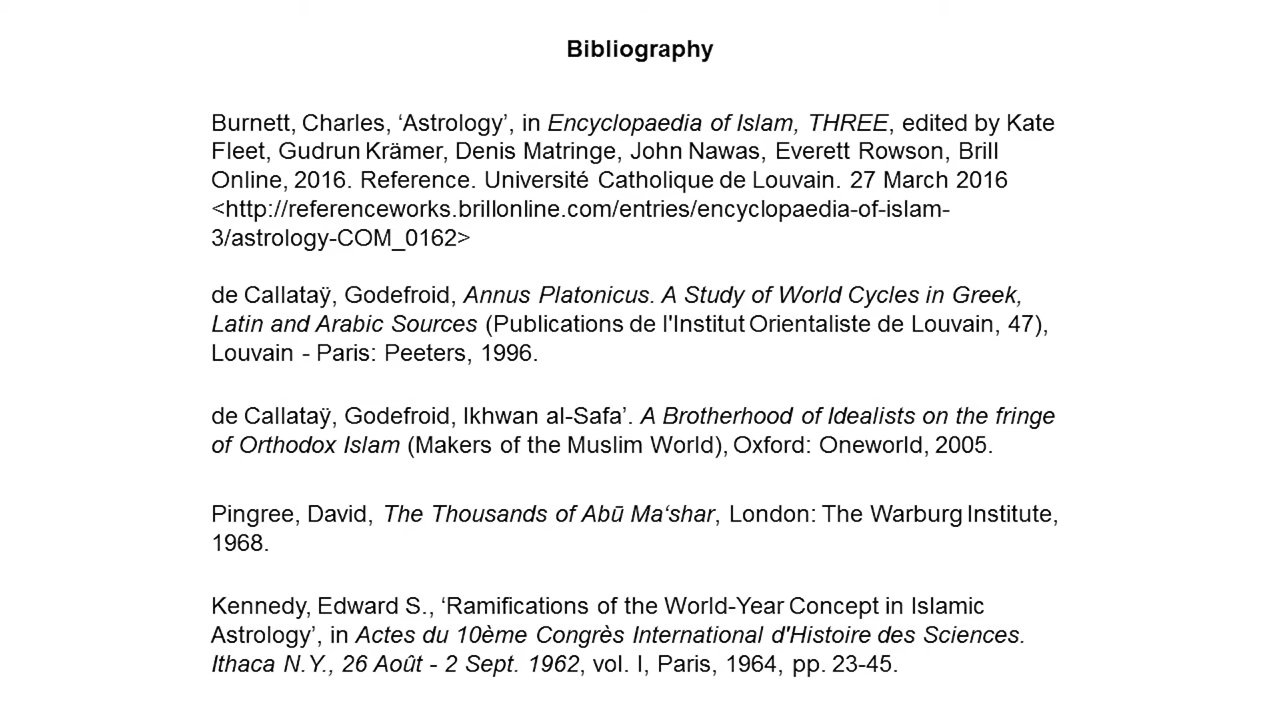 Bibliography
Burnett, Charles, ‘Astrology’, in Encyclopaedia of Islam, THREE, edited by Kate
Fleet, Gudrun Krämer, Denis Matringe, John Nawas, Everett Rowson, Brill
Online, 2016. Reference. Université Catholique de Louvain. 27 March 2016
<http://referenceworks.brillonline.com/entries/encyclopaedia-of-islam-
3/astrology-COM_0162>
de Callataÿ, Godefroid, Annus Platonicus. A Study of World Cycles in Greek,
Latin and Arabic Sources (Publications de l'Institut Orientaliste de Louvain, 47),
Louvain - Paris: Peeters, 1996.
de Callataÿ, Godefroid, Ikhwan al-Safa’. A Brotherhood of Idealists on the fringe
of Orthodox Islam (Makers of the Muslim World), Oxford: Oneworld, 2005.
Pingree, David, The Thousands of Abū Ma‘shar, London: The Warburg Institute,
1968.
Kennedy, Edward S., ‘Ramifications of the World-Year Concept in Islamic
Astrology’, in Actes du 10ème Congrès International d'Histoire des Sciences.
Ithaca N.Y., 26 Août - 2 Sept. 1962, vol. I, Paris, 1964, pp. 23-45.